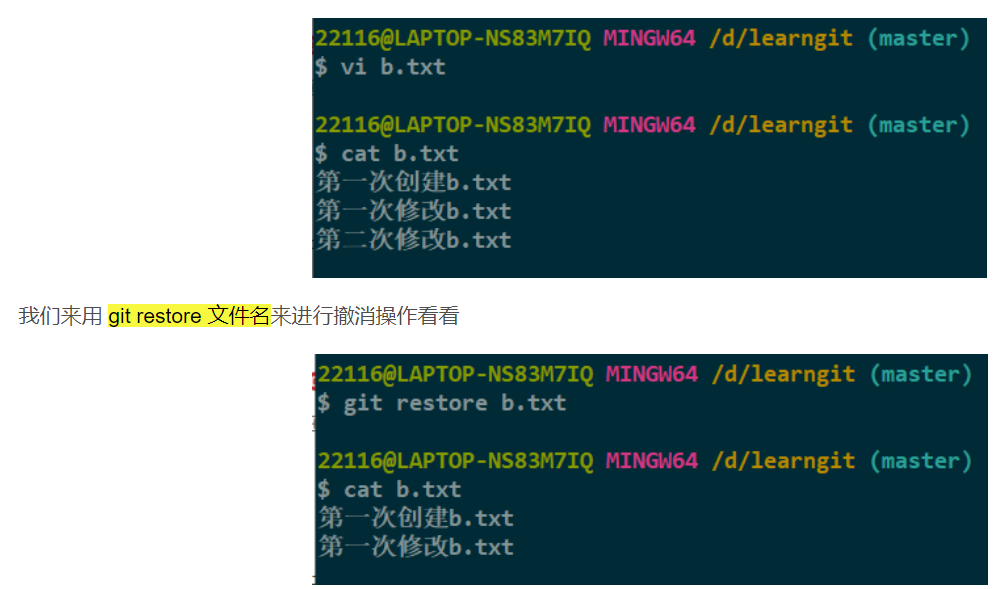 22116@LAPTOP-NS83M7IQ MINGW64 /d/learngit (master)
$ vi b.txt
22116@LAPTOP-NS83M7IQ MINGW64 /d/learngit (master)
$ cat b.txt
第一次创建b.txt
第一次修改b.txt
第二次修改b.txt
我们来用 git restore 文件名来进行撤消操作看看
22116@LAPTOP-NS83M7IQ MINGW64 /d/learngit (master)
$ git restore b.txt
22116@LAPTOP-NS83M7IQ MINGW64 /d/learngit (master)
$ cat b.txt
第一次创建b.txt
第一次修改b.txt